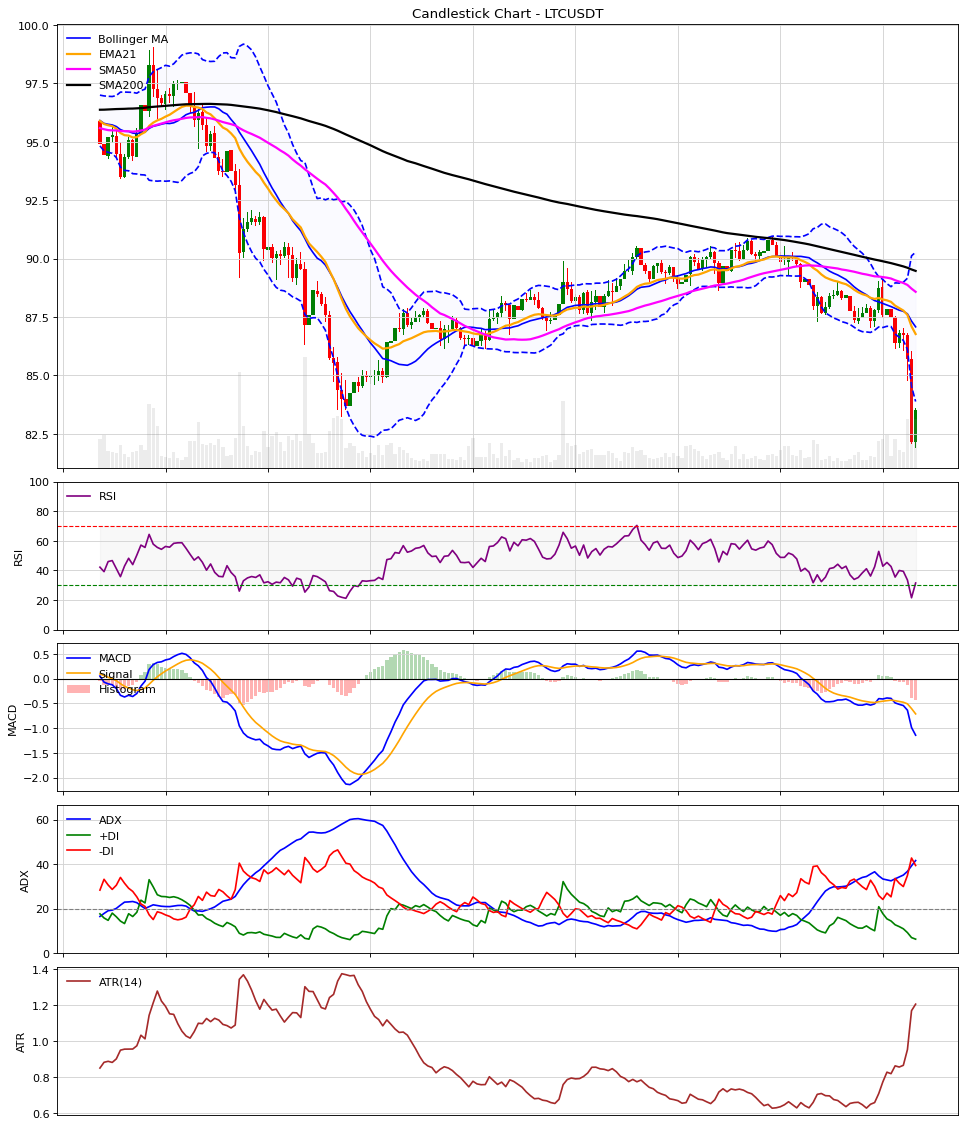 Candlestick Chart - LTCUSDT
100.0
97.5
95.0
92.5
90.0
87.5
85.0
82.5
Bollinger MA
EMA21
SMA50
SMA200
100
80
60
40
20
0
RSI
RSI
0.5
0.0
−0.5
−1.0
−1.5
−2.0
MACD
MACD
Signal
Histogram
60
40
20
0
ADX
ADX
+DI
-DI
1.4
1.2
1.0
0.8
0.6
ATR
ATR(14)